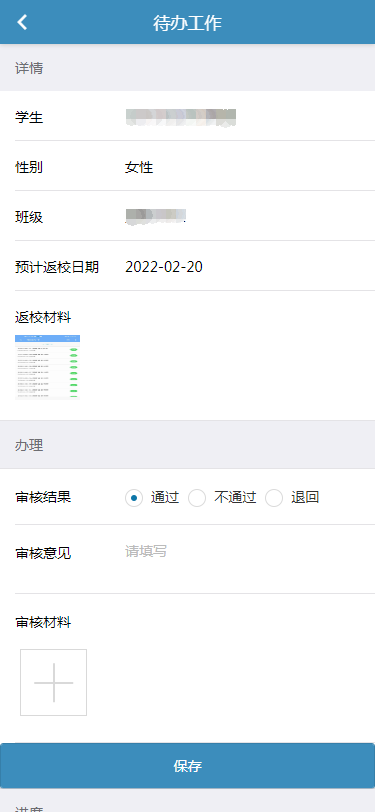 待办工作
详情
学生
性别 女性
班级
预计返校日期 2022-02-20
返校材料
办理
审核结果 通过 不通过 退回
审核意见 请填写
审核材料
保存
进度